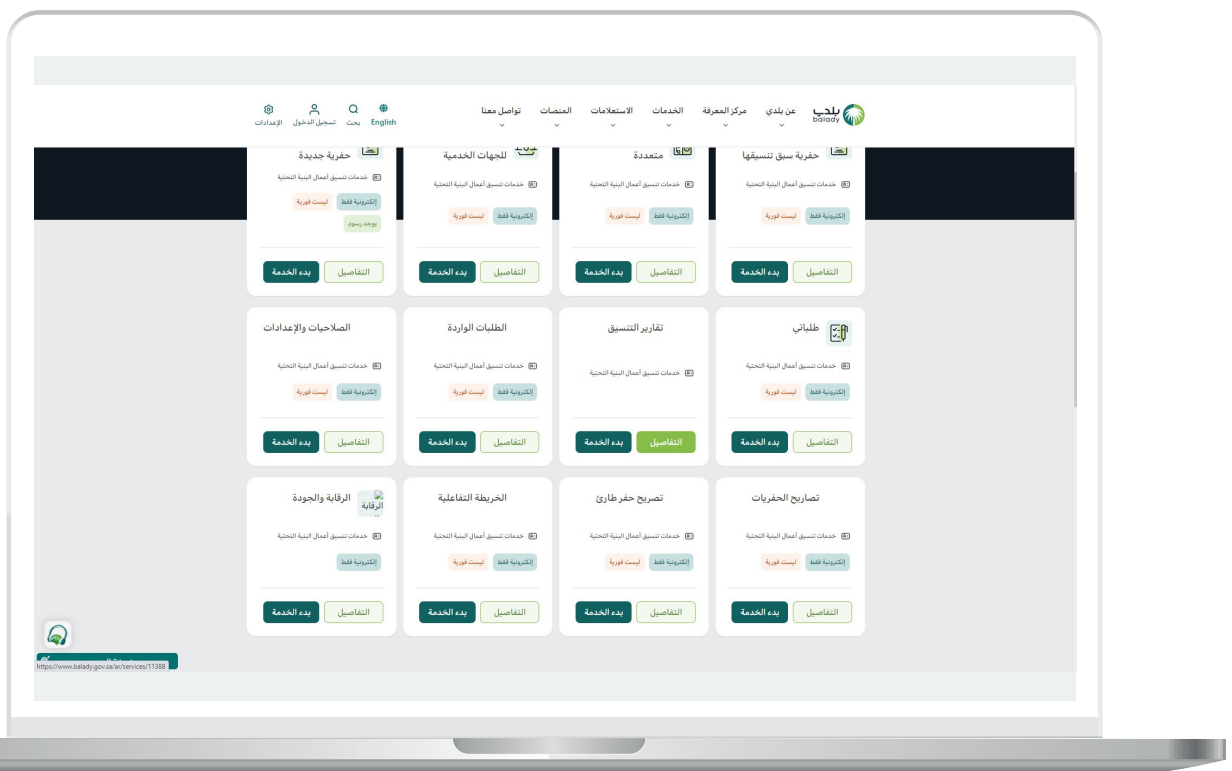 بلدي
balady
عن بلدي
مركز المعرفة
الخدمات
الاستعلامات
المنصات
تواصل معنا
English
بحث
تسجيل الدخول
الإعدادات
حفرية سبق تنسيقها
خدمات تنسيق أعمال البنية التحتية
إلكترونية فقط
ليست فورية
التفاصيل
بدء الخدمة
متعددة
خدمات تنسيق أعمال البنية التحتية
إلكترونية فقط
ليست فورية
التفاصيل
بدء الخدمة
للجهات الخدمية
خدمات تنسيق أعمال البنية التحتية
إلكترونية فقط
ليست فورية
التفاصيل
بدء الخدمة
حفرية جديدة
خدمات تنسيق أعمال البنية التحتية
إلكترونية فقط
ليست فورية
يوجد رسوم
التفاصيل
بدء الخدمة
طلباتي
خدمات تنسيق أعمال البنية التحتية
إلكترونية فقط
ليست فورية
التفاصيل
بدء الخدمة
تقارير التنسيق
خدمات تنسيق أعمال البنية التحتية
التفاصيل
بدء الخدمة
الطلبات الواردة
خدمات تنسيق أعمال البنية التحتية
إلكترونية فقط
ليست فورية
التفاصيل
بدء الخدمة
الصلاحيات والإعدادات
خدمات تنسيق أعمال البنية التحتية
إلكترونية فقط
ليست فورية
التفاصيل
بدء الخدمة
تصاريح الحفريات
خدمات تنسيق أعمال البنية التحتية
إلكترونية فقط
ليست فورية
التفاصيل
بدء الخدمة
تصريح حفر طارئ
خدمات تنسيق أعمال البنية التحتية
إلكترونية فقط
ليست فورية
التفاصيل
بدء الخدمة
الخريطة التفاعلية
خدمات تنسيق أعمال البنية التحتية
إلكترونية فقط
ليست فورية
التفاصيل
بدء الخدمة
الرقابة والجودة
الرقابة
خدمات تنسيق أعمال البنية التحتية
إلكترونية فقط
التفاصيل
بدء الخدمة
https://www.balady.gov.sa/ar/services/11388